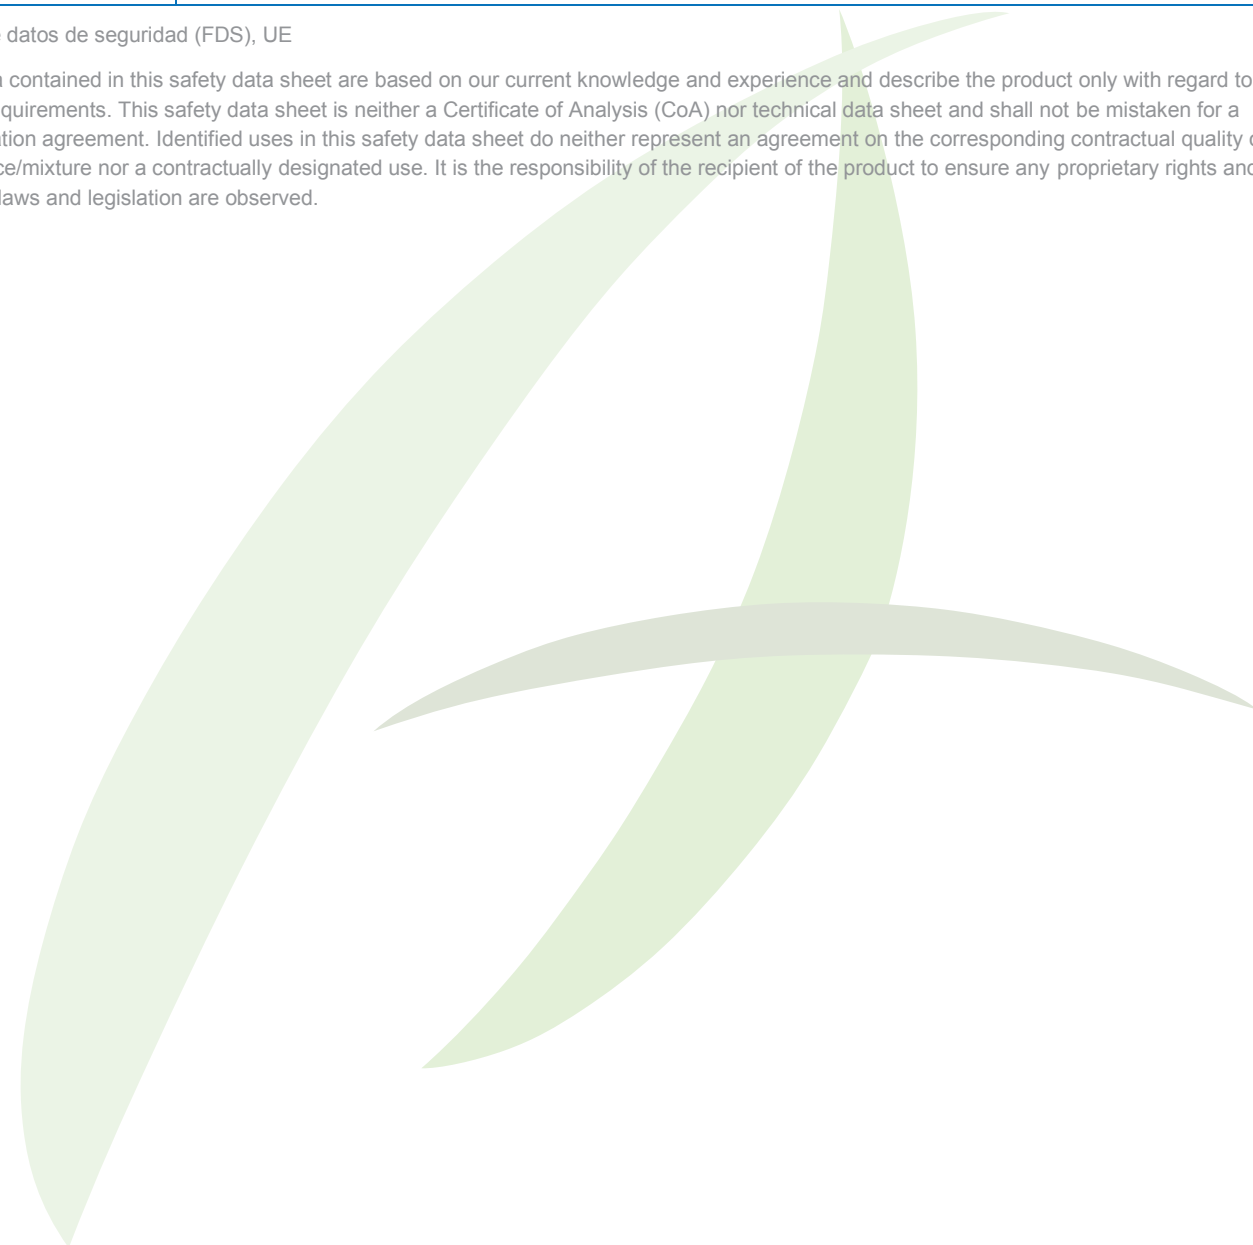 datos de seguridad (FDS), UE
contained in this safety data sheet are based on our current knowledge and experience and describe the product only with regard to
quirements. This safety data sheet is neither a Certificate of Analysis (CoA) nor technical data sheet and shall not be mistaken for a
ation agreement. Identified uses in this safety data sheet do neither represent an agreement on the corresponding contractual quality
ce/mixture nor a contractually designated use. It is the responsibility of the recipient of the product to ensure any proprietary rights and
laws and legislation are observed.